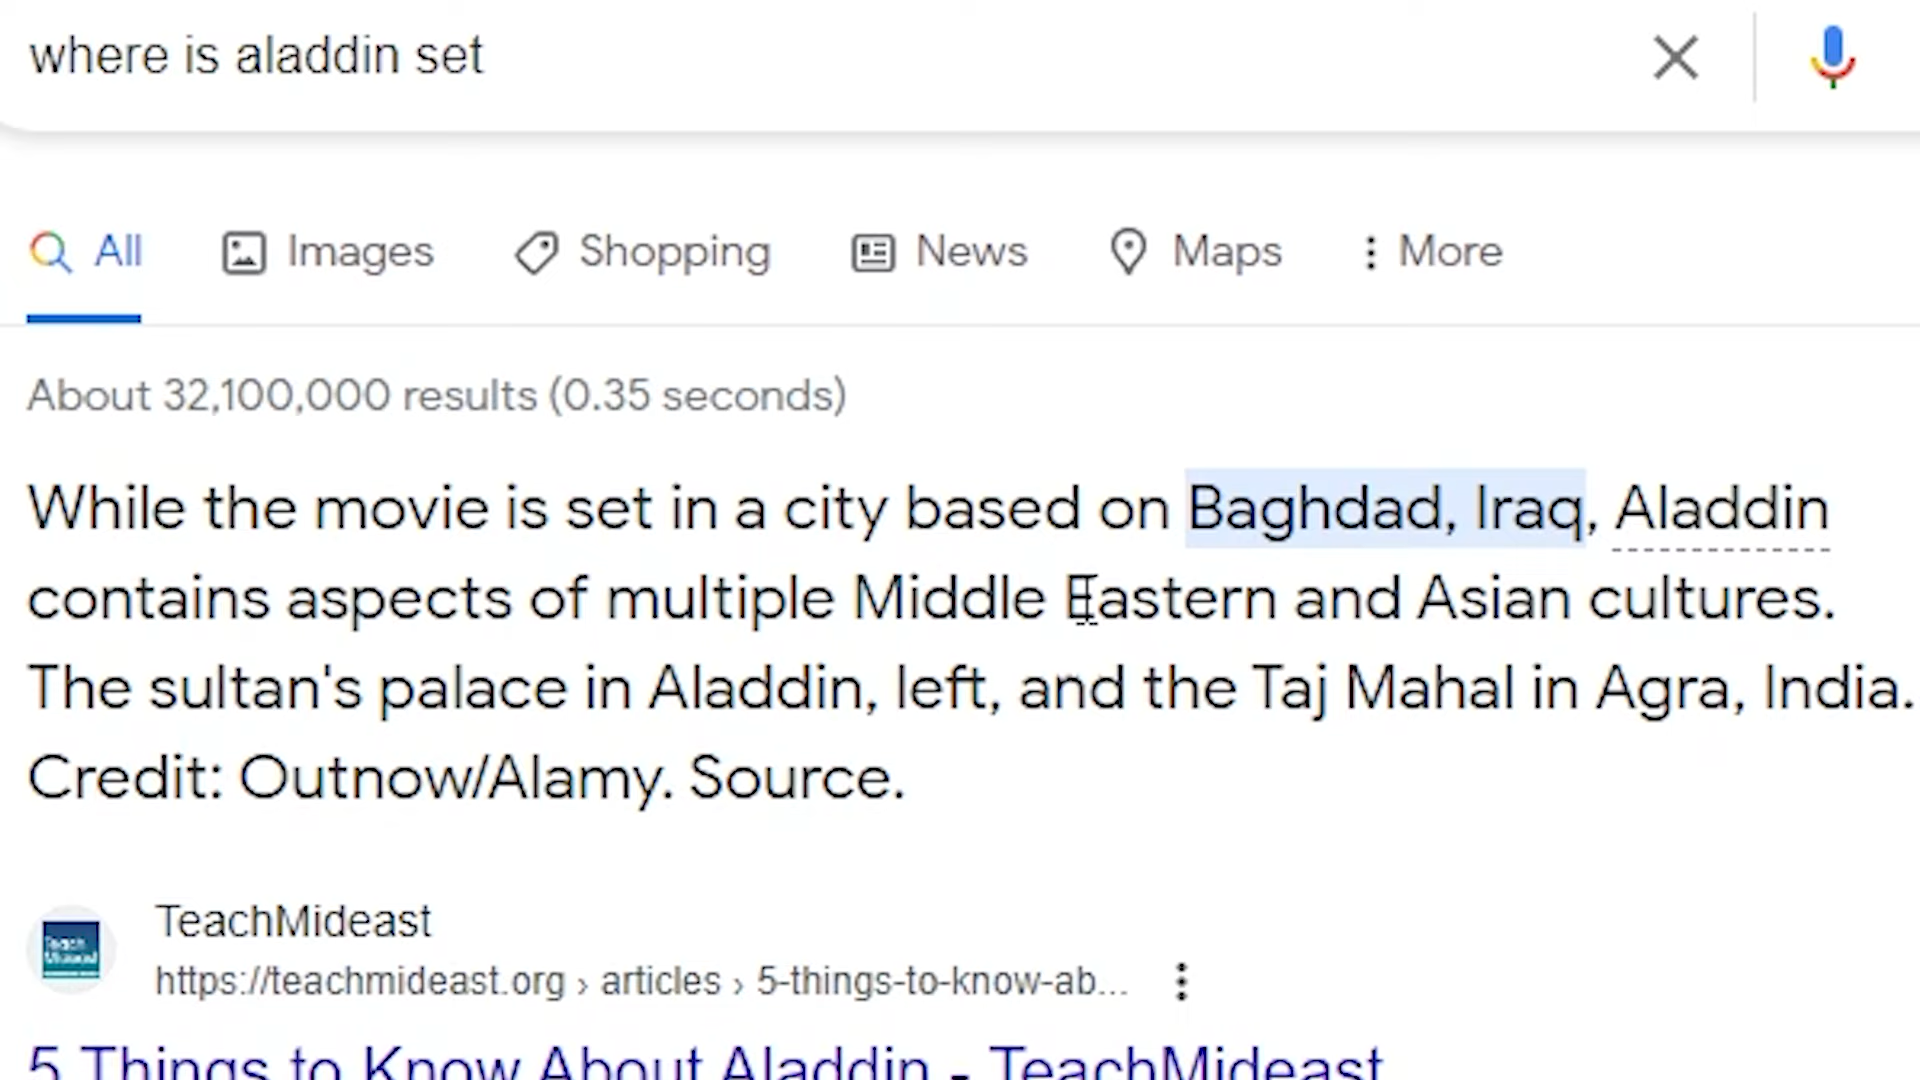 where is aladdin set
All Images Shopping News Maps More
About 32,100,000 results (0.35 seconds)
While the movie is set in a city based on Baghdad, Iraq, Aladdin
contains aspects of multiple Middle Eastern and Asian cultures.
The sultan's palace in Aladdin, left, and the Taj Mahal in Agra, India.
Credit: Outnow/Alamy. Source.
Teach
Mideast
TeachMideast
https://teachmideast.org › articles › 5-things-to-know-ab...
5 Things to Know About Aladdin - TeachMideast